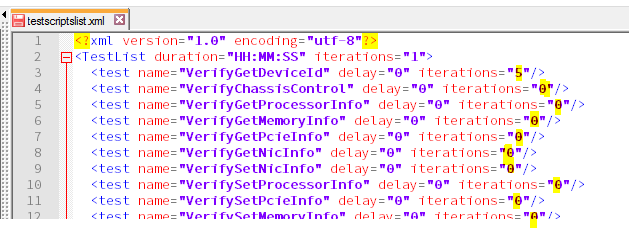 testscriptslist.xml
1 <?xml version="1.0" encoding="utf-8"?>
2 <TestList duration="HH:MM:SS" iterations="1">
3 <test name="VerifyGetDeviceId" delay="0" iterations="5"/>
4 <test name="VerifyChassisControl" delay="0" iterations="0"/>
5 <test name="VerifyGetProcessorInfo" delay="0" iterations="0"/>
6 <test name="VerifyGetMemoryInfo" delay="0" iterations="0"/>
7 <test name="VerifyGetPcieInfo" delay="0" iterations="0"/>
8 <test name="VerifyGetNicInfo" delay="0" iterations="0"/>
9 <test name="VerifySetNicInfo" delay="0" iterations="0"/>
10 <test name="VerifySetProcessorInfo" delay="0" iterations="0"/>
11 <test name="VerifySetPcieInfo" delay="0" iterations="0"/>
12 <test name="VerifySetMemoryInfo" delay="0" iterations="0"/>